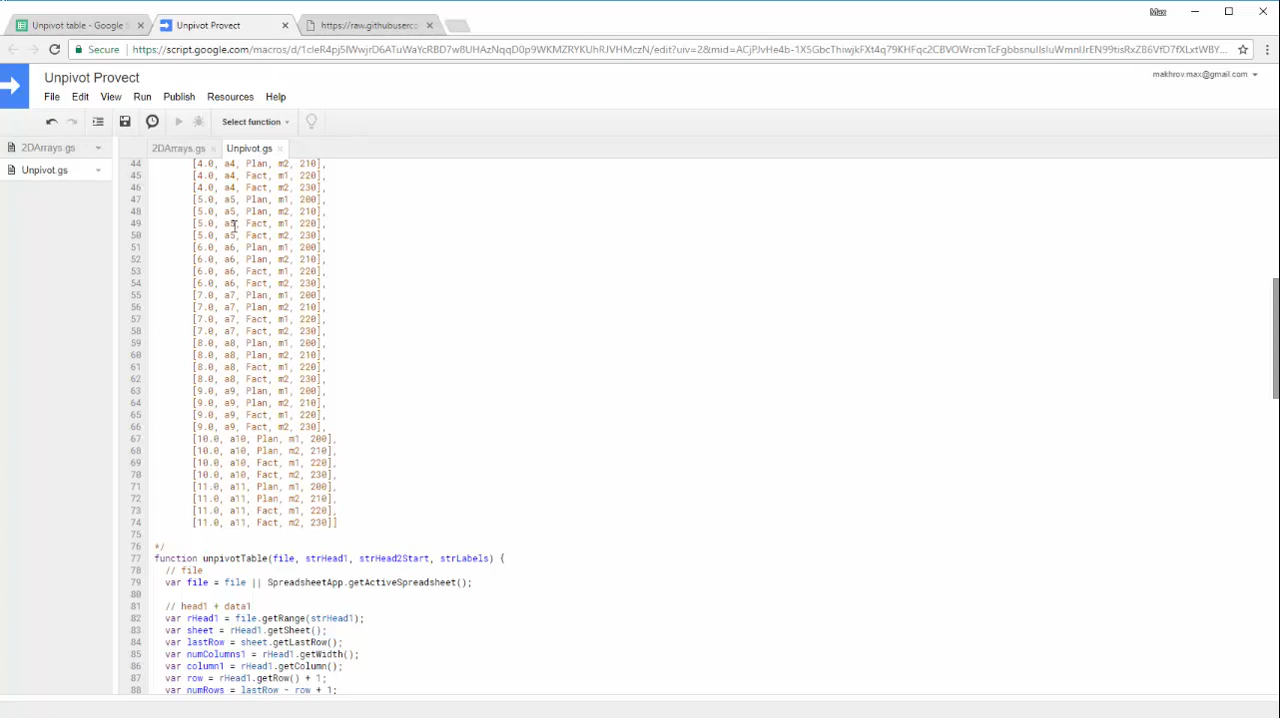 Max
Unpivot table - Google S
Unpivot Provect
https://raw.githubuserco
Secure
Unpivot Provect
makhrov.max@gmail.com
File Edit View Run Publish Resources Help
Select function
2DArrays.gs
2DArrays.gs Unpivot.gs
Unpivot.gs
44 [4.0, a4, Plan, m2, 210],
45 [4.0, a4, Fact, m1, 220],
46 [4.0, a4, Fact, m2, 230],
47 [5.0, a5, Plan, m1, 200],
48 [5.0, a5, Plan, m2, 210],
49 [5.0, a5, Fact, m1, 220],
50 [5.0, a5, Fact, m2, 230],
51 [6.0, a6, Plan, m1, 200],
52 [6.0, a6, Plan, m2, 210],
53 [6.0, a6, Fact, m1, 220],
54 [6.0, a6, Fact, m2, 230],
55 [7.0, a7, Plan, m1, 200],
56 [7.0, a7, Plan, m2, 210],
57 [7.0, a7, Fact, m1, 220],
58 [7.0, a7, Fact, m2, 230],
59 [8.0, a8, Plan, m1, 200],
60 [8.0, a8, Plan, m2, 210],
61 [8.0, a8, Fact, m1, 220],
62 [8.0, a8, Fact, m2, 230],
63 [9.0, a9, Plan, m1, 200],
64 [9.0, a9, Plan, m2, 210],
65 [9.0, a9, Fact, m1, 220],
66 [9.0, a9, Fact, m2, 230],
67 [10.0, a10, Plan, m1, 200],
68 [10.0, a10, Plan, m2, 210],
69 [10.0, a10, Fact, m1, 220],
70 [10.0, a10, Fact, m2, 230],
71 [11.0, a11, Plan, m1, 200],
72 [11.0, a11, Plan, m2, 210],
73 [11.0, a11, Fact, m1, 220],
74 [11.0, a11, Fact, m2, 230]]
75
76 */
77 function unpivotTable(file, strHead1, strHead2Start, strLabels) {
78 // file
79 var file = file || SpreadsheetApp.getActiveSpreadsheet();
80
81 // head1 + data1
82 var rHead1 = file.getRange(strHead1);
83 var sheet = rHead1.getSheet();
84 var lastRow = sheet.getLastRow();
85 var numColumns1 = rHead1.getWidth();
86 var column1 = rHead1.getColumn();
87 var row = rHead1.getRow() + 1;
88 var numRows = lastRow - row + 1;